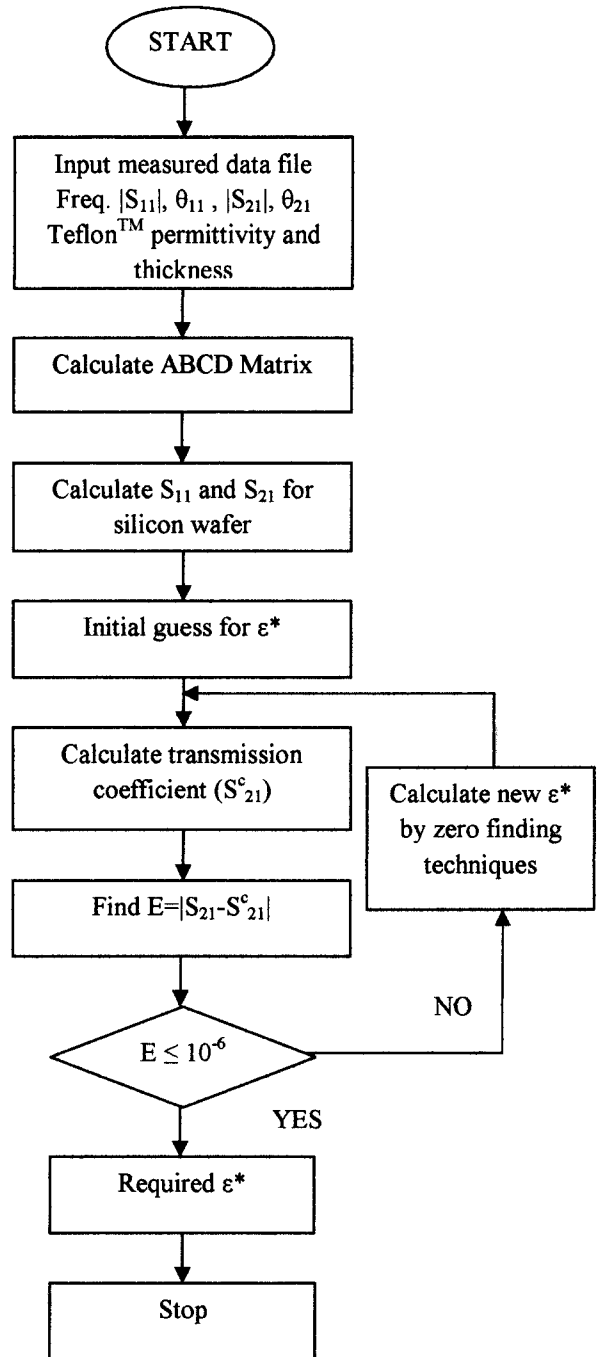 START
Input measured data file
Freq. |S₁₁|, θ₁₁ , |S₂₁|, θ₂₁
Teflon™ permittivity and
thickness
Calculate ABCD Matrix
Calculate S₁₁ and S₂₁ for
silicon wafer
Initial guess for ε*
Calculate transmission
coefficient (Sᶜ₂₁)
Calculate new ε*
by zero finding
techniques
Find E=|S₂₁-Sᶜ₂₁|
NO
E ≤ 10⁻⁶
YES
Required ε*
Stop